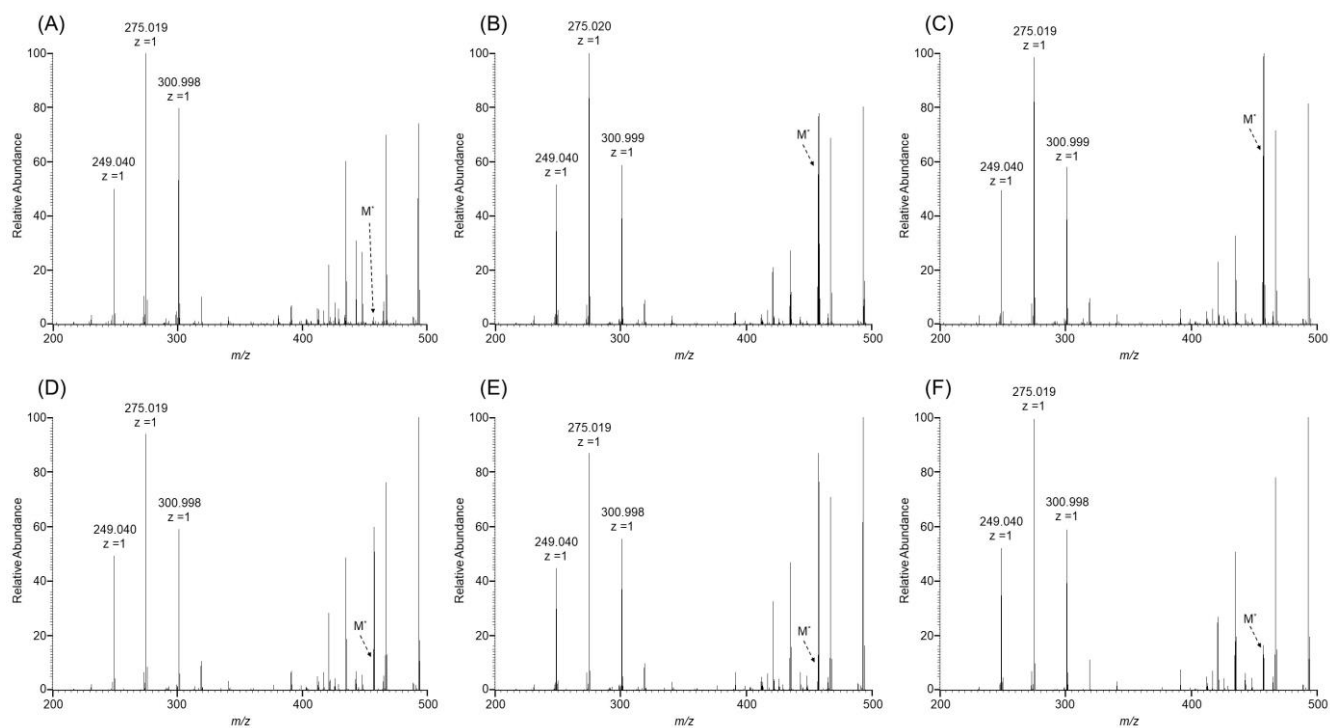 (A)
275.019
z =1
300.998
z =1
249.040
z =1
M*
100
80
60
40
20
0
Relative Abundance
200
300
400
500
m/z
(B)
275.020
z =1
300.999
z =1
249.040
z =1
M*
100
80
60
40
20
0
Relative Abundance
200
300
400
500
m/z
(C)
275.019
z =1
300.999
z =1
249.040
z =1
M*
100
80
60
40
20
0
Relative Abundance
200
300
400
500
m/z
(D)
275.019
z =1
300.998
z =1
249.040
z =1
M*
100
80
60
40
20
0
Relative Abundance
200
300
400
500
m/z
(E)
275.019
z =1
300.998
z =1
249.040
z =1
M*
100
80
60
40
20
0
Relative Abundance
200
300
400
500
m/z
(F)
275.019
z =1
300.998
z =1
249.040
z =1
M*
100
80
60
40
20
0
Relative Abundance
200
300
400
500
m/z